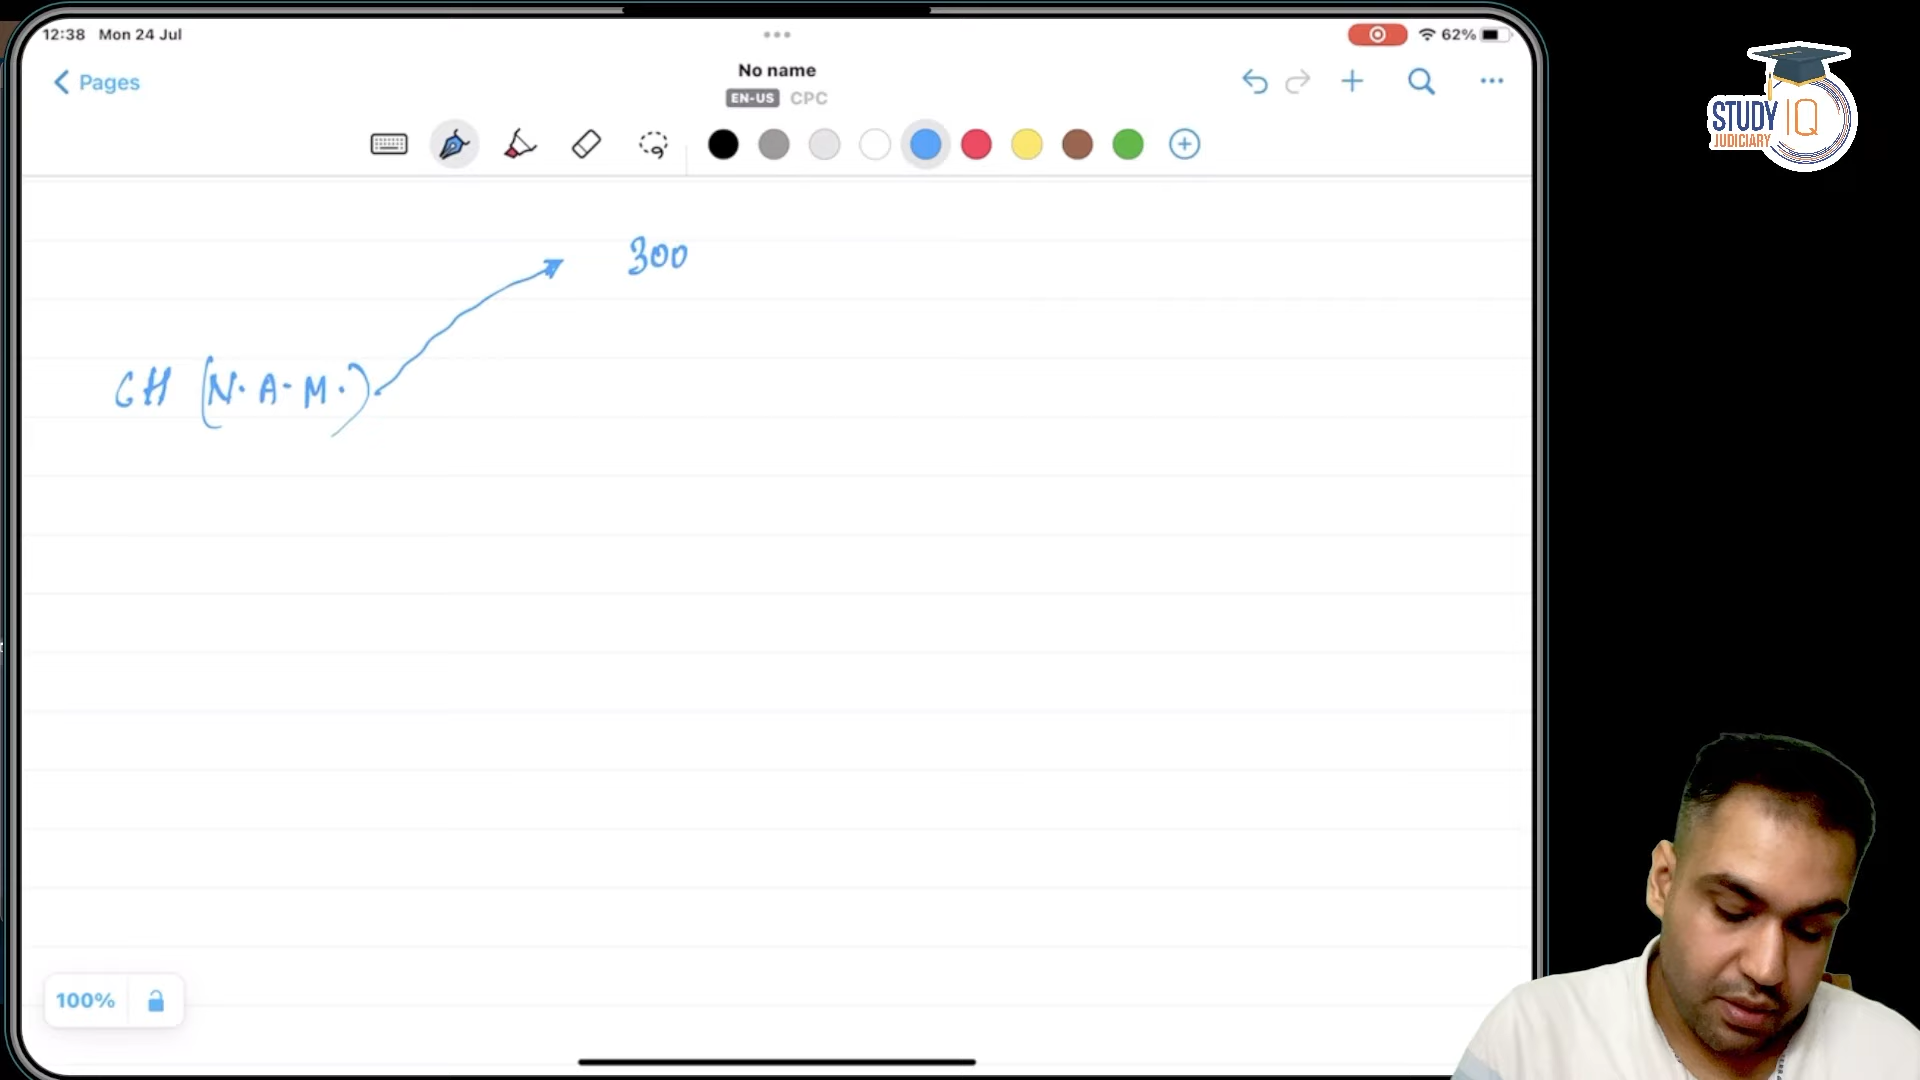 12:38 Mon 24 Jul
62%
Pages
No name
EN-US CPC
STUDY IQ
JUDICIARY
300
CH (N.A.M.)
100%